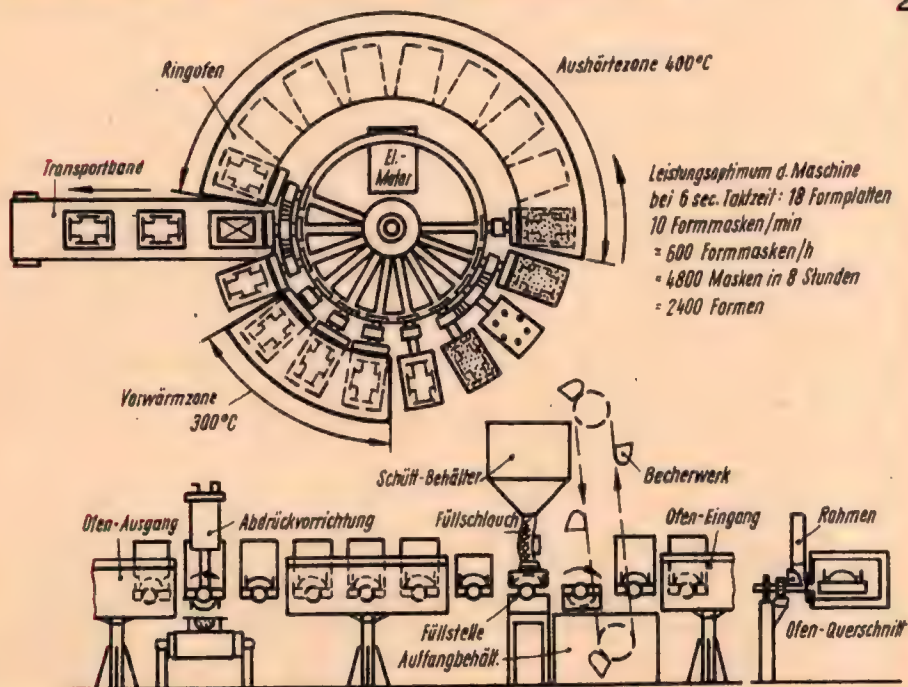 2
Ringofen
Aushärtezone 400°C
Transportband
El.-
Motor
Leistungsoptimum d. Maschine
bei 6 sec. Taktzeit: 18 Formplatten
10 Formmasken/min
= 600 Formmasken/h
= 4800 Masken in 8 Stunden
= 2400 Formen
Vorwärmzone
300°C
Schütt-Behälter
Becherwerk
Ofen-Ausgang
Abdrückvorrichtung
Füllschlauch
Ofen-Eingang
Rahmen
Füllstelle
Auffangbehält.
Ofen-Querschnitt